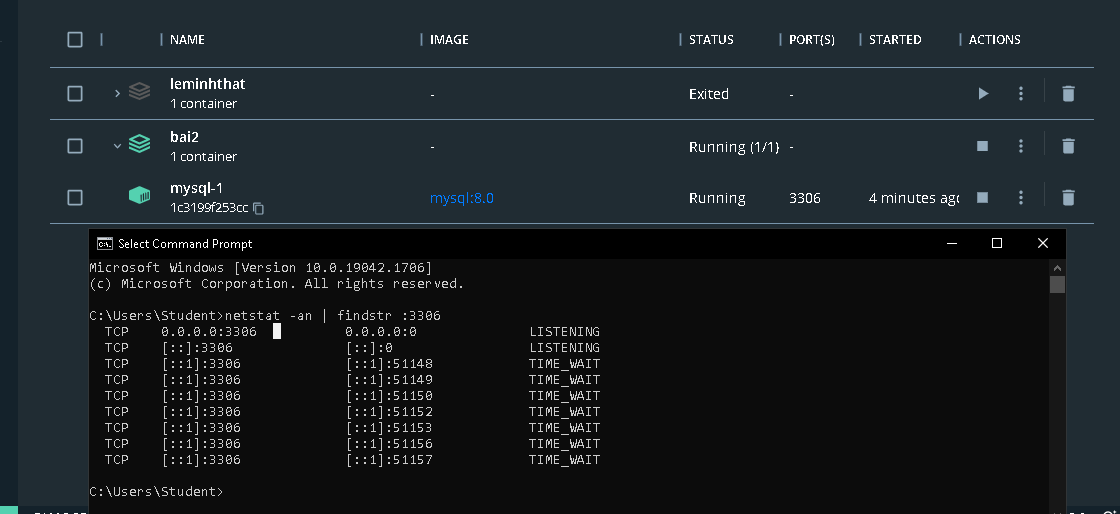 NAME IMAGE STATUS PORT(S) STARTED ACTIONS
leminhthat
1 container - Exited -
bai2
1 container - Running (1/1) -
mysql-1
1c3199f253cc mysql:8.0 Running 3306 4 minutes agc
C:\. Select Command Prompt
Microsoft Windows [Version 10.0.19042.1706]
(c) Microsoft Corporation. All rights reserved.
C:\Users\Student>netstat -an | findstr :3306
TCP 0.0.0.0:3306 0.0.0.0:0 LISTENING
TCP [::]:3306 [::]:0 LISTENING
TCP [::1]:3306 [::1]:51148 TIME_WAIT
TCP [::1]:3306 [::1]:51149 TIME_WAIT
TCP [::1]:3306 [::1]:51150 TIME_WAIT
TCP [::1]:3306 [::1]:51152 TIME_WAIT
TCP [::1]:3306 [::1]:51153 TIME_WAIT
TCP [::1]:3306 [::1]:51156 TIME_WAIT
TCP [::1]:3306 [::1]:51157 TIME_WAIT
C:\Users\Student>